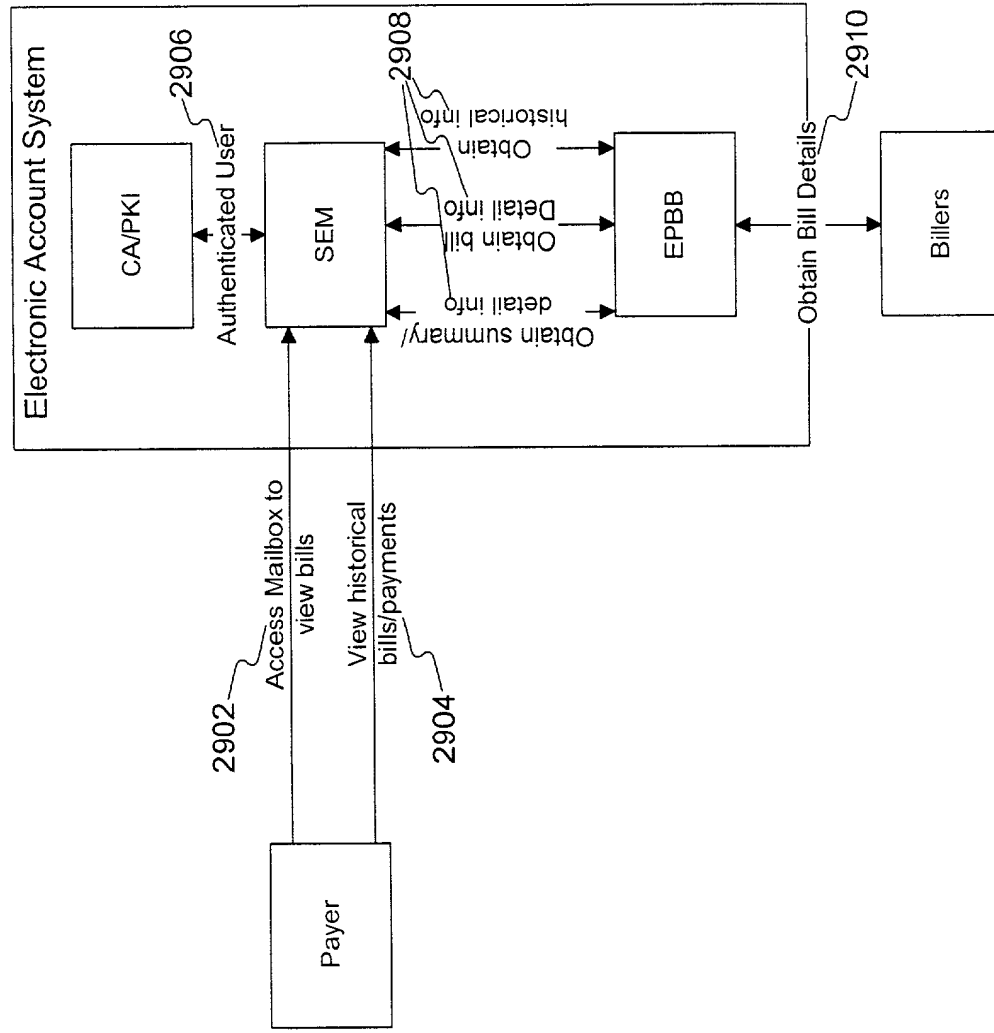 Electronic Account System
CA/PKI
2906
Authenticated User
SEM
2908
2902
Access Mailbox to
view bills
View historical
bills/payments
2904
Payer
Obtain summary/
detail info
Obtain bill
Detail info
Obtain
historical info
EPBB
Obtain Bill Details
2910
Billers